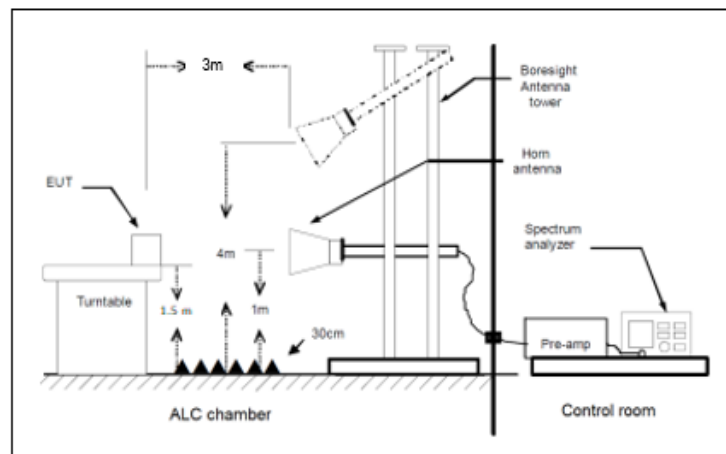 3m
Boresight
Antenna
tower
Horn
antenna
EUT
Spectrum
analyzer
4m
Turntable
1.5 m
1m
30cm
Pre-amp
ALC chamber
Control room